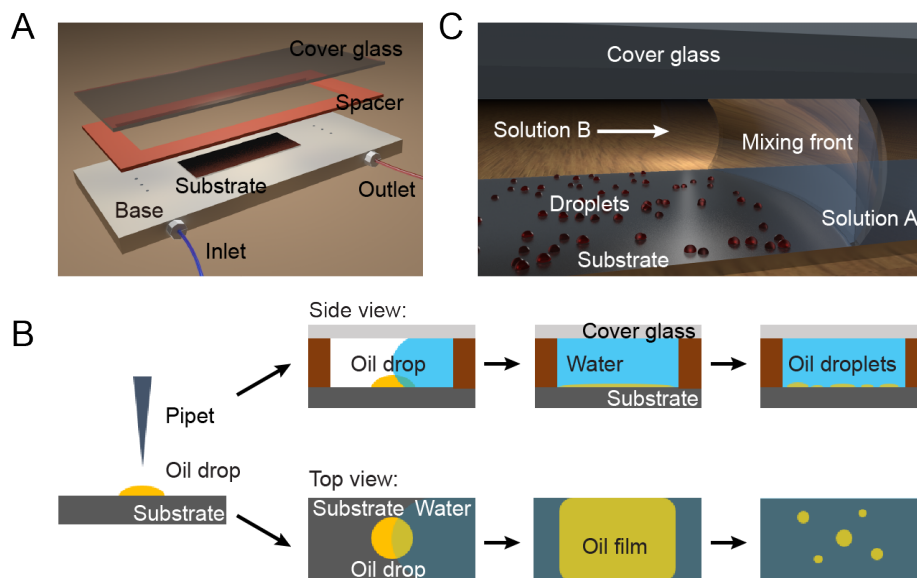 A
Cover glass
Spacer
Substrate
Base
Outlet
Inlet
C
Cover glass
Solution B
Mixing front
Droplets
Solution A
Substrate
B
Pipet
Oil drop
Substrate
Side view:
Oil drop
Cover glass
Water
Substrate
Oil droplets
Top view:
Substrate Water
Oil drop
Oil film